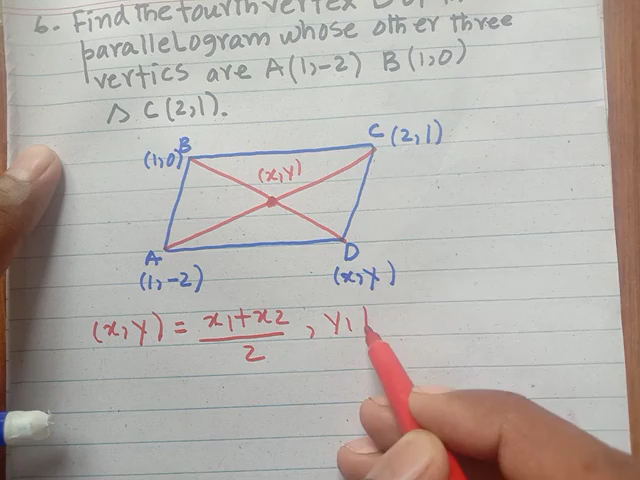 6. Find the fourth vertex D of
parallelogram whose other three
vertics are A(1,-2) B(1,0)
C(2,1).
B
(1,0)
C (2,1)
(x,y)
A
(1,-2)
D
(x,y)
(x,y) = x1+x2 / 2 , y1